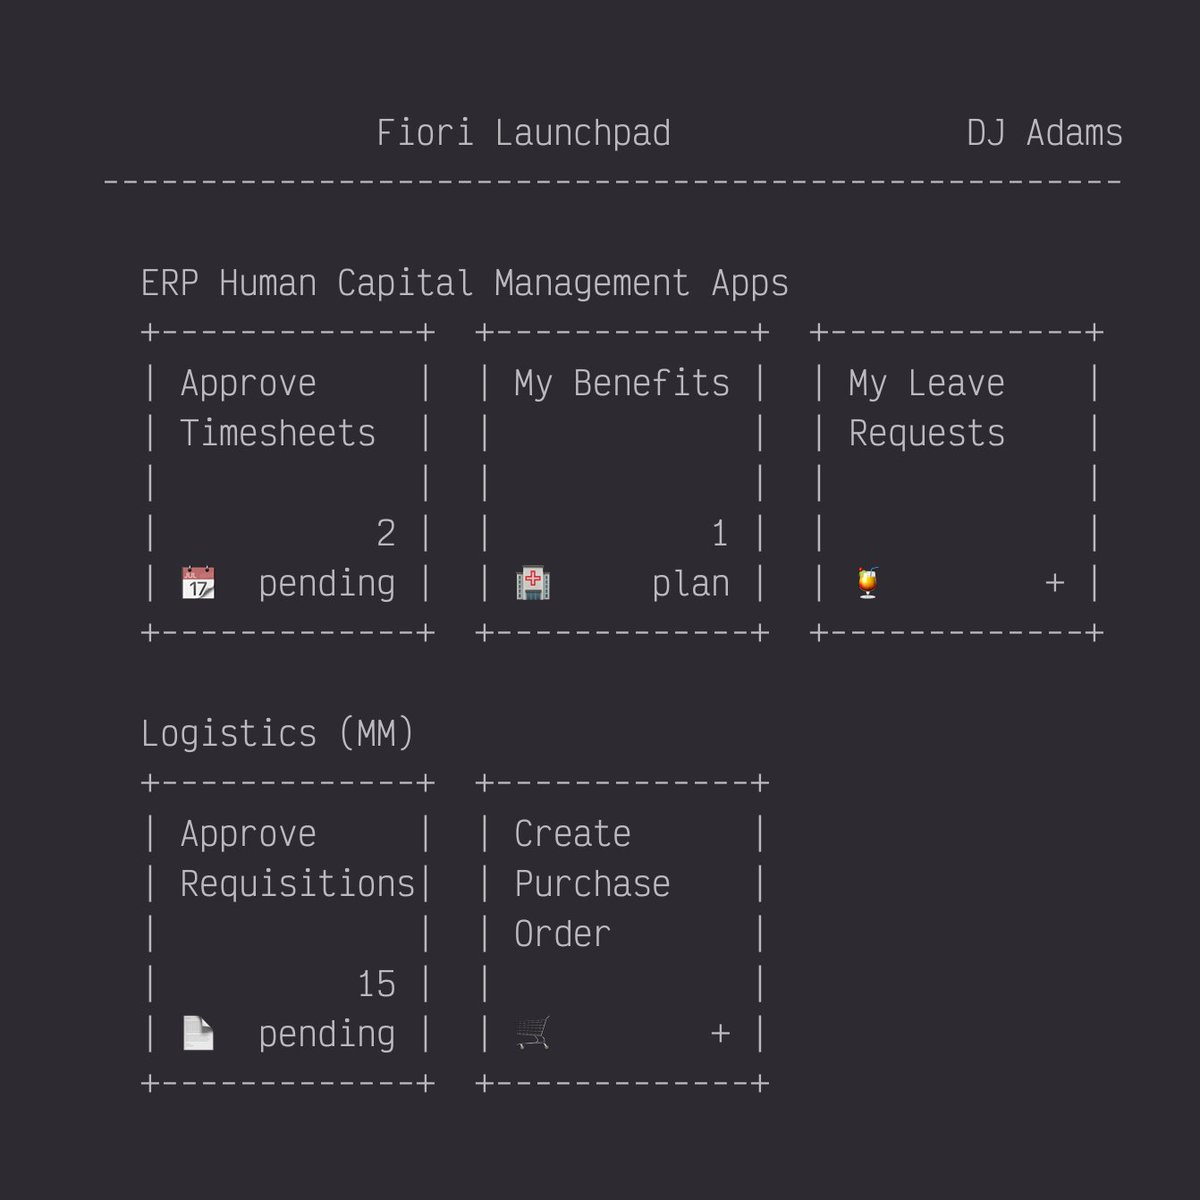 Fiori Launchpad DJ Adams
----------------------------------------------------
ERP Human Capital Management Apps
+-------------+  +-------------+  +-------------+
| Approve     |  | My Benefits |  | My Leave    |
| Timesheets  |  |             |  | Requests    |
|             |  |             |  |             |
|           2 |  |           1 |  |             |
| 📅  pending |  | 🏥     plan |  | 🍹        + |
+-------------+  +-------------+  +-------------+
Logistics (MM)
+-------------+  +-------------+
| Approve     |  | Create      |
| Requisitions|  | Purchase    |
|             |  | Order       |
|          15 |  |             |
| 📄  pending |  | 🛒        + |
+-------------+  +-------------+